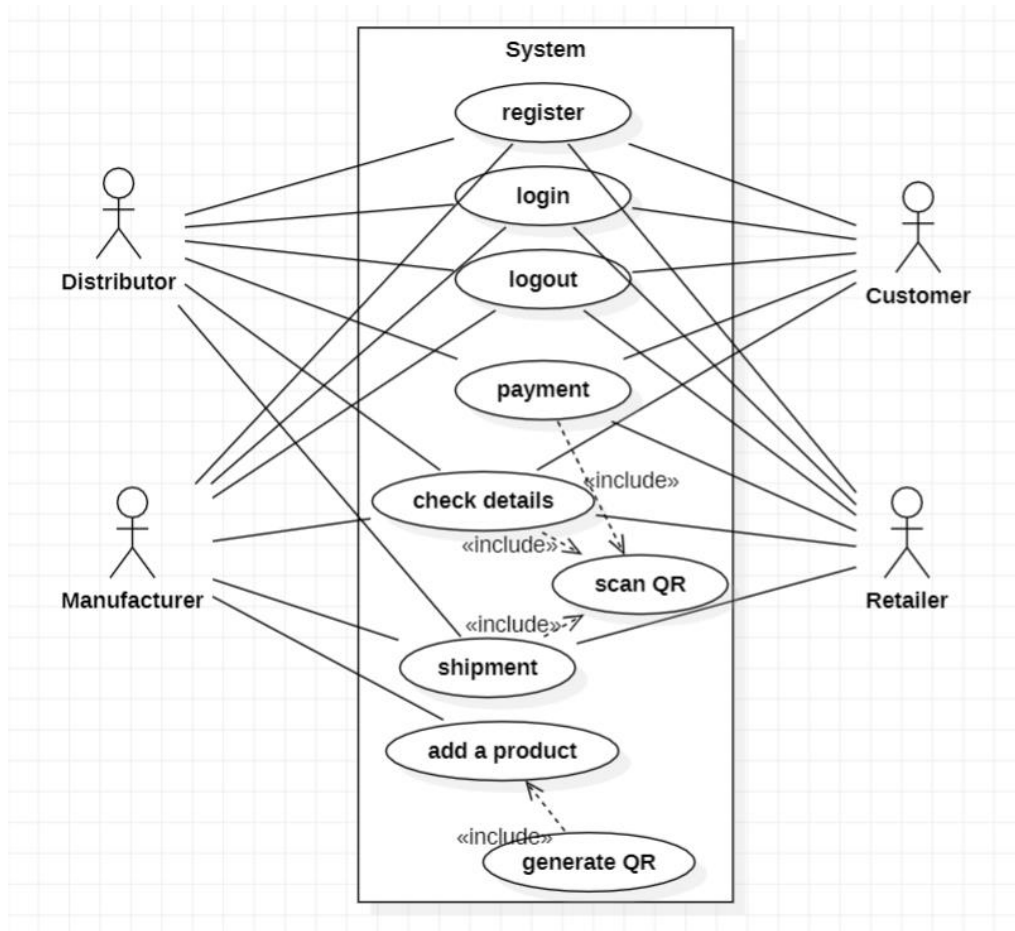 System
register
login
logout
Distributor
Customer
payment
«include»
check details
«include»
scan QR
Manufacturer
Retailer
«include»
shipment
add a product
«include»
generate QR